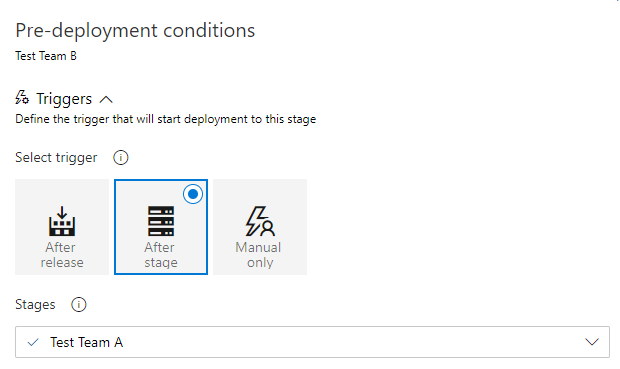 Pre-deployment conditions
Test Team B
Triggers
Define the trigger that will start deployment to this stage
Select trigger
After
release
After
stage
Manual
only
Stages
Test Team A